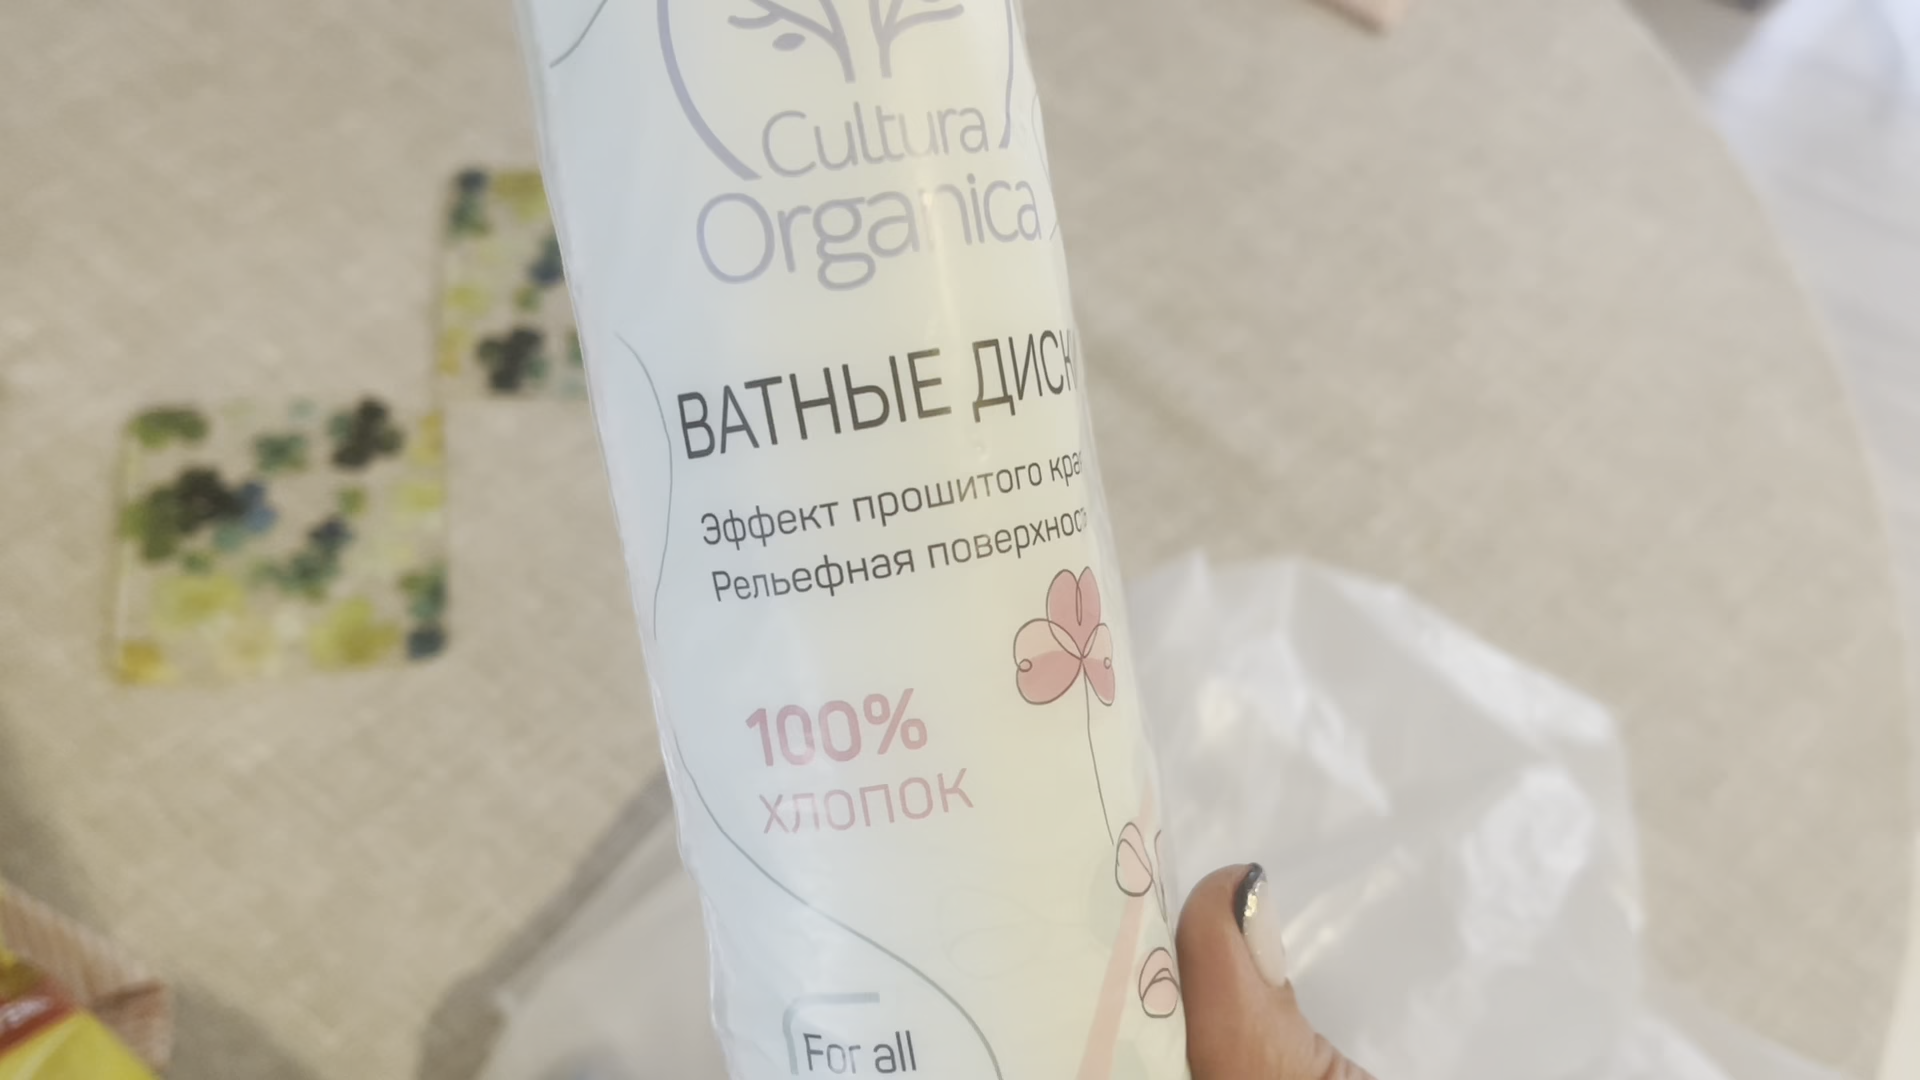 Cultura
Organica
ВАТНЫЕ ДИСК
Эффект прошитого кра
Рельефная поверхнос
100%
ХЛОПОК
For all